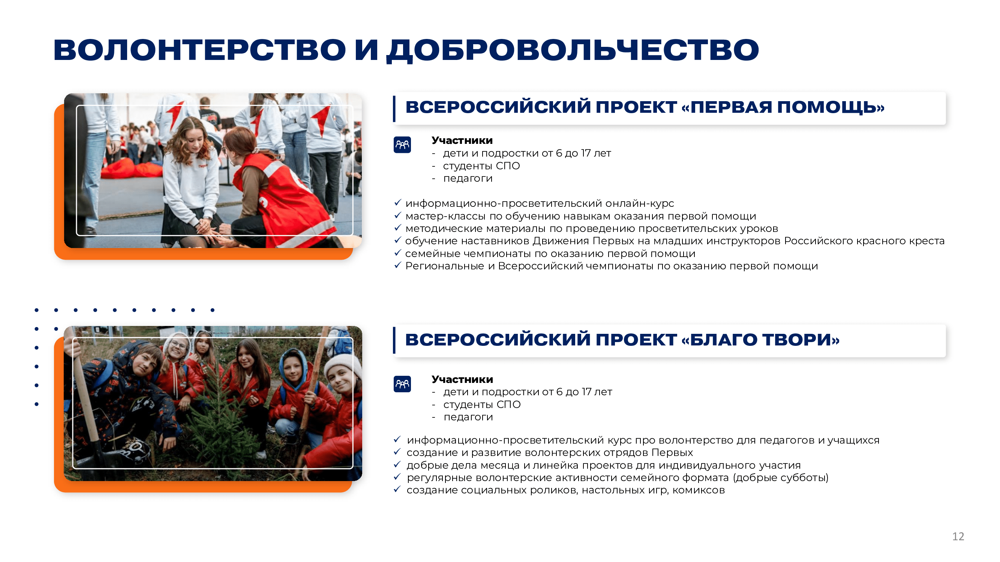 ВОЛОНТЕРСТВО И ДОБРОВОЛЬЧЕСТВО
ВСЕРОССИЙСКИЙ ПРОЕКТ «ПЕРВАЯ ПОМОЩЬ»
Участники
- дети и подростки от 6 до 17 лет
- студенты СПО
- педагоги
✓ информационно-просветительский онлайн-курс
✓ мастер-классы по обучению навыкам оказания первой помощи
✓ методические материалы по проведению просветительских уроков
✓ обучение наставников Движения Первых на младших инструкторов Российского красного креста
✓ семейные чемпионаты по оказанию первой помощи
✓ Региональные и Всероссийский чемпионаты по оказанию первой помощи
ВСЕРОССИЙСКИЙ ПРОЕКТ «БЛАГО ТВОРИ»
Участники
- дети и подростки от 6 до 17 лет
- студенты СПО
- педагоги
✓ информационно-просветительский курс про волонтерство для педагогов и учащихся
✓ создание и развитие волонтерских отрядов Первых
✓ добрые дела месяца и линейка проектов для индивидуального участия
✓ регулярные волонтерские активности семейного формата (добрые субботы)
✓ создание социальных роликов, настольных игр, комиксов
12